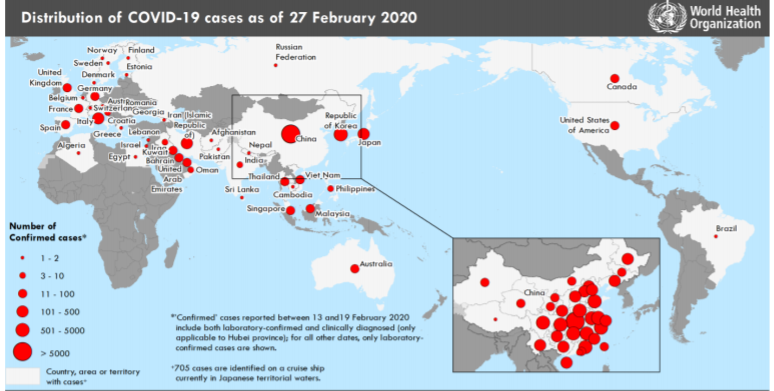 Distribution of COVID-19 cases as of 27 February 2020
World Health
Organization
Norway
Finland
Sweden
Denmark
Estonia
Russian
Federation
United
Kingdom
Germany
Belgium
Austr
Romania
France
Switzerland
Georgia
Italy
Croatia
Spain
Greece
Lebanon
Iran (Islamic
Republic
of)
Afghanistan
Algeria
Israel
Iraq
Egypt
Kuwait
Bahrain
Pakistan
United
Arab
Emirates
Oman
Nepal
India
China
Republic
of Korea
Japan
Thailand
Viet Nam
Cambodia
Philippines
Sri Lanka
Singapore
Malaysia
Australia
Canada
United States
of America
Brazil
China
Number of
Confirmed cases*
1 - 2
3 - 10
11 - 100
101 - 500
501 - 5000
> 5000
Country, area or territory
with cases+
*'Confirmed' cases reported between 13 and19 February 2020
include both laboratory-confirmed and clinically diagnosed (only
applicable to Hubei province); for all other dates, only laboratory-
confirmed cases are shown.
+705 cases are identified on a cruise ship
currently in Japanese territorial waters.